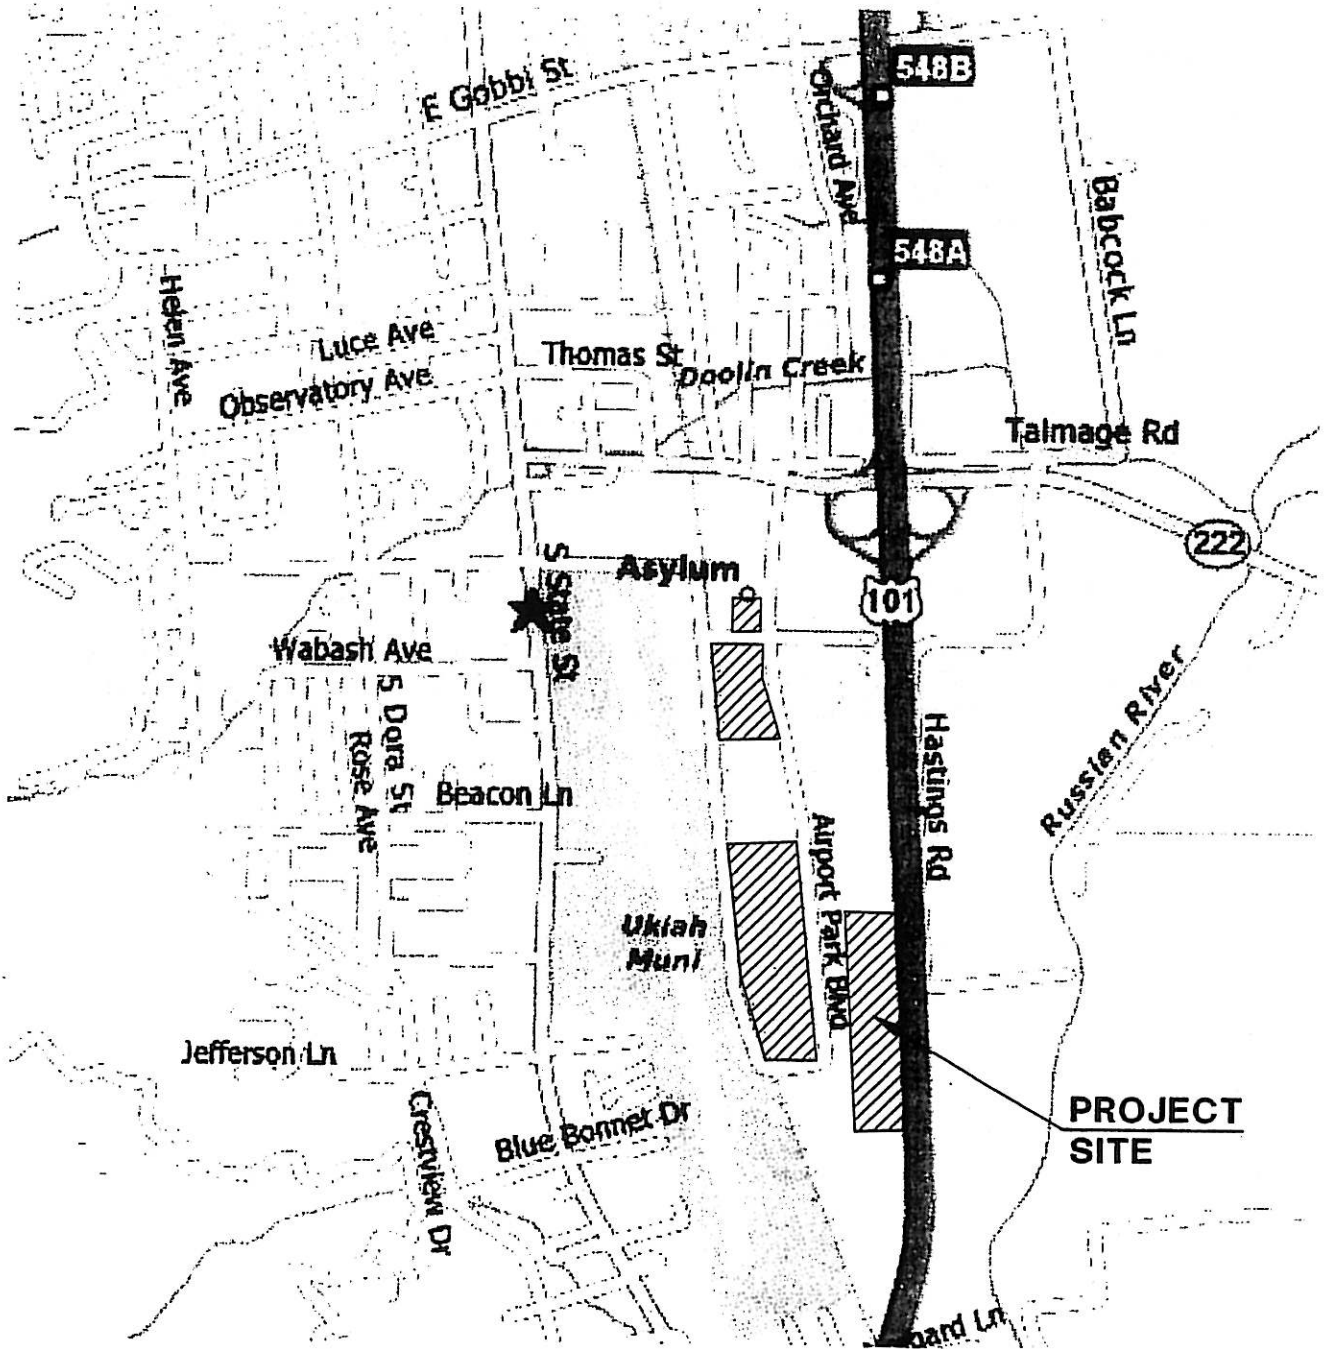 E Gobbi St
548B
Orchard Ave
Babcock Ln
548A
Helen Ave
Luce Ave
Thomas St
Doolin Creek
Observatory Ave
Talmage Rd
222
S State St
Asylum
101
Wabash Ave
S Dora St
Rose Ave
Hastings Rd
Russian River
Beacon Ln
Airport Park Blvd
Ukiah
Muni
Jefferson Ln
Crestview Dr
Blue Bonnet Dr
PROJECT
SITE
Ln